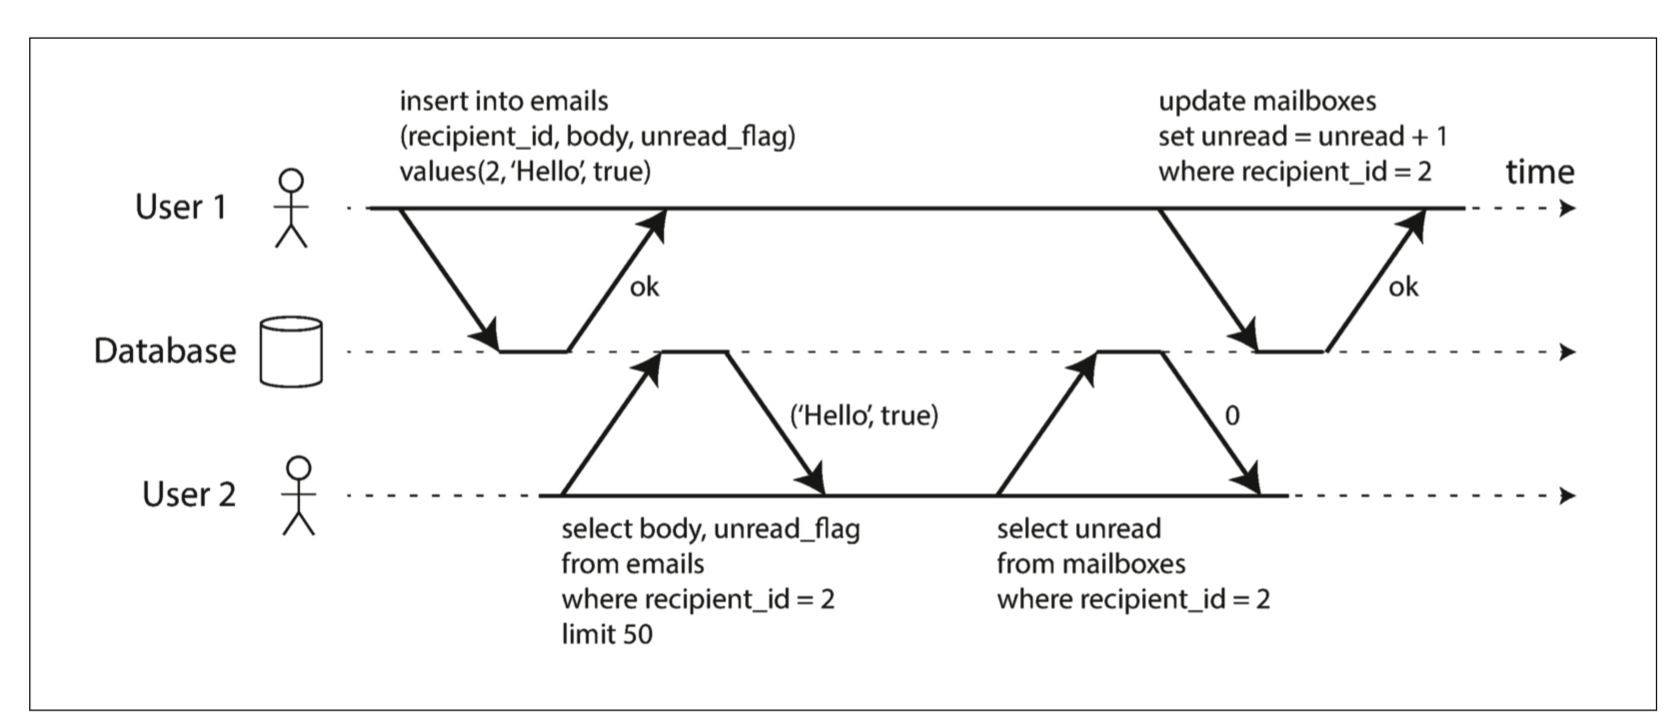 insert into emails
(recipient_id, body, unread_flag)
values(2, ‘Hello’, true)
update mailboxes
set unread = unread + 1
where recipient_id = 2
time
User 1
ok
ok
Database
(‘Hello’, true)
0
User 2
select body, unread_flag
from emails
where recipient_id = 2
limit 50
select unread
from mailboxes
where recipient_id = 2